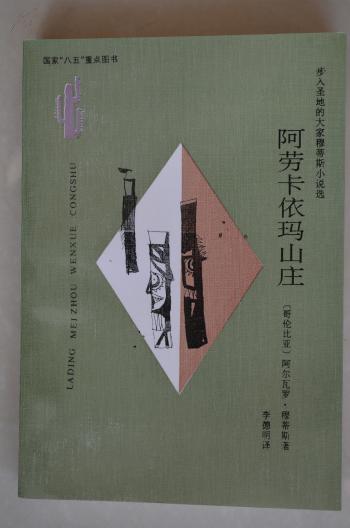 国家“八五”重点图书
步入圣地的大家穆蒂斯小说选
阿劳卡依玛山庄
〔哥伦比亚〕阿尔瓦罗·穆蒂斯著
李德明译
LADING MEIZHOU WENXUE CONGSHU